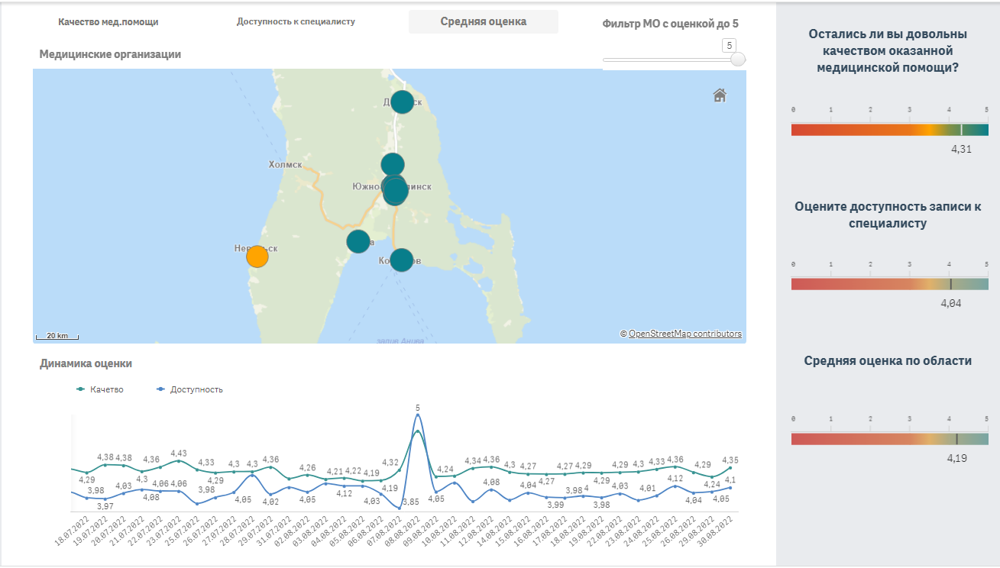 Качество мед.помощи
Доступность к специалисту
Средняя оценка
Фильтр МО с оценкой до 5
5
Медицинские организации
Холмск
20 km
© OpenStreetMap contributors
залив Анива
Динамика оценки
Качетво
Доступность
5
4,29 4,38 4,38 4,3 4,36 4,43 4,33 4,29 4,3 4,3 4,36 4,26 4,21 4,22 4,19 4,32 4,24 4,34 4,36 4,3 4,27 4,27 4,27 4,29 4,29 4,29 4,3 4,33 4,36 4,29 4,24 4,35
3,98 3,97 4,03 4,08 4,06 4,06 3,98 4,05 4,02 4,05 4,12 4,03 4,19 3,85 4,05 4,08 4,04 3,99 3,98 4 3,98 4,03 4,01 4,12 4,04 4,05 4,1
18.07.2022
19.07.2022
20.07.2022
21.07.2022
22.07.2022
23.07.2022
25.07.2022
26.07.2022
27.07.2022
28.07.2022
29.07.2022
31.07.2022
02.08.2022
03.08.2022
04.08.2022
05.08.2022
06.08.2022
07.08.2022
08.08.2022
09.08.2022
10.08.2022
11.08.2022
12.08.2022
14.08.2022
15.08.2022
16.08.2022
17.08.2022
18.08.2022
19.08.2022
22.08.2022
23.08.2022
24.08.2022
25.08.2022
26.08.2022
29.08.2022
30.08.2022
Остались ли вы довольны
качеством оказанной
медицинской помощи?
0 1 2 3 4 5
4,31
Оцените доступность записи к
специалисту
0 1 2 3 4 5
4,04
Средняя оценка по области
0 1 2 3 4 5
4,19